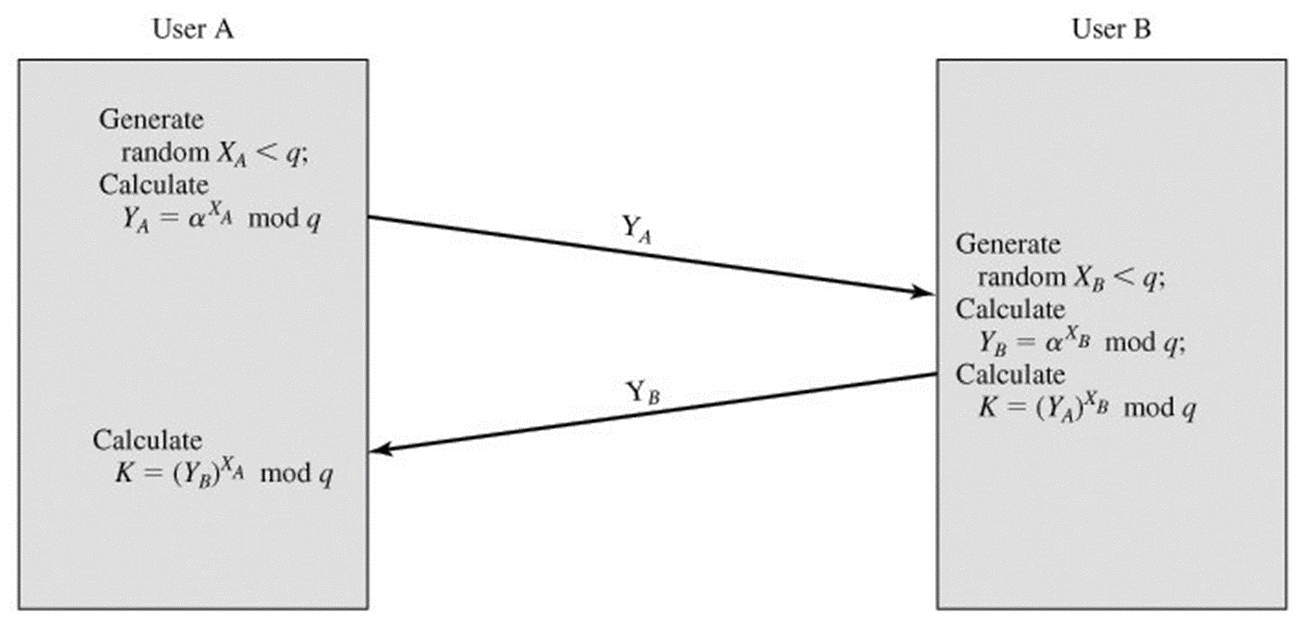 User A
Generate
random X_A < q;
Calculate
Y_A = α^{X_A} mod q
Calculate
K = (Y_B)^{X_A} mod q
Y_A
Y_B
User B
Generate
random X_B < q;
Calculate
Y_B = α^{X_B} mod q;
Calculate
K = (Y_A)^{X_B} mod q